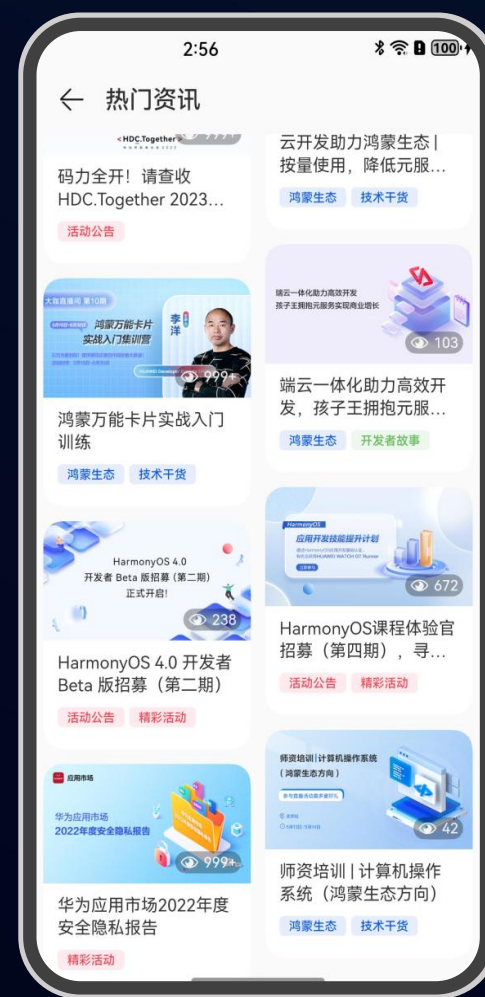 2:56
100
热门资讯
<HDC.Together>
码力全开！请查收
HDC.Together 2023...
活动公告
大咖直播间 第10期
鸿蒙万能卡片
实战入门集训营
李洋
999+
鸿蒙万能卡片实战入门
训练
鸿蒙生态 技术干货
HarmonyOS 4.0
开发者 Beta 版招募 (第二期)
正式开启!
238
HarmonyOS 4.0 开发者
Beta 版招募（第二期）
活动公告 精彩活动
应用市场
华为应用市场
2022年度安全隐私报告
999+
华为应用市场2022年度
安全隐私报告
精彩活动
云开发助力鸿蒙生态 |
按量使用，降低元服...
鸿蒙生态 技术干货
端云一体化助力高效开发
孩子王拥抱元服务实现商业增长
103
端云一体化助力高效开
发，孩子王拥抱元服...
鸿蒙生态 开发者故事
HarmonyOS
应用开发技能提升计划
672
HarmonyOS课程体验官
招募（第四期），寻...
活动公告 精彩活动
师资培训|计算机操作系统
(鸿蒙生态方向)
42
师资培训 | 计算机操作
系统（鸿蒙生态方向）
鸿蒙生态 技术干货